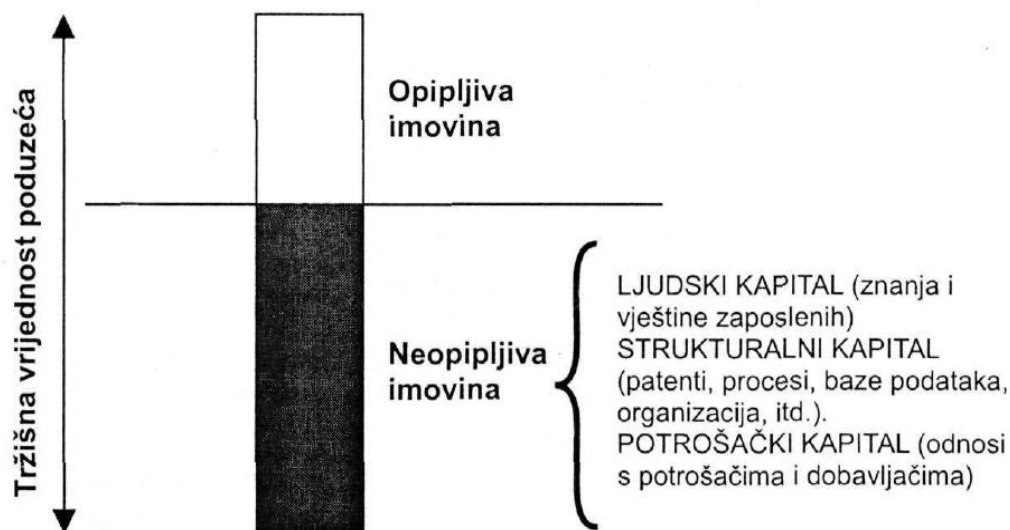 Tržišna vrijednost poduzeća
Opipljiva
imovina
Neopipljiva
imovina
LJUDSKI KAPITAL (znanja i
vještine zaposlenih)
STRUKTURALNI KAPITAL
(patenti, procesi, baze podataka,
organizacija, itd.).
POTROŠAČKI KAPITAL (odnosi
s potrošačima i dobavljačima)